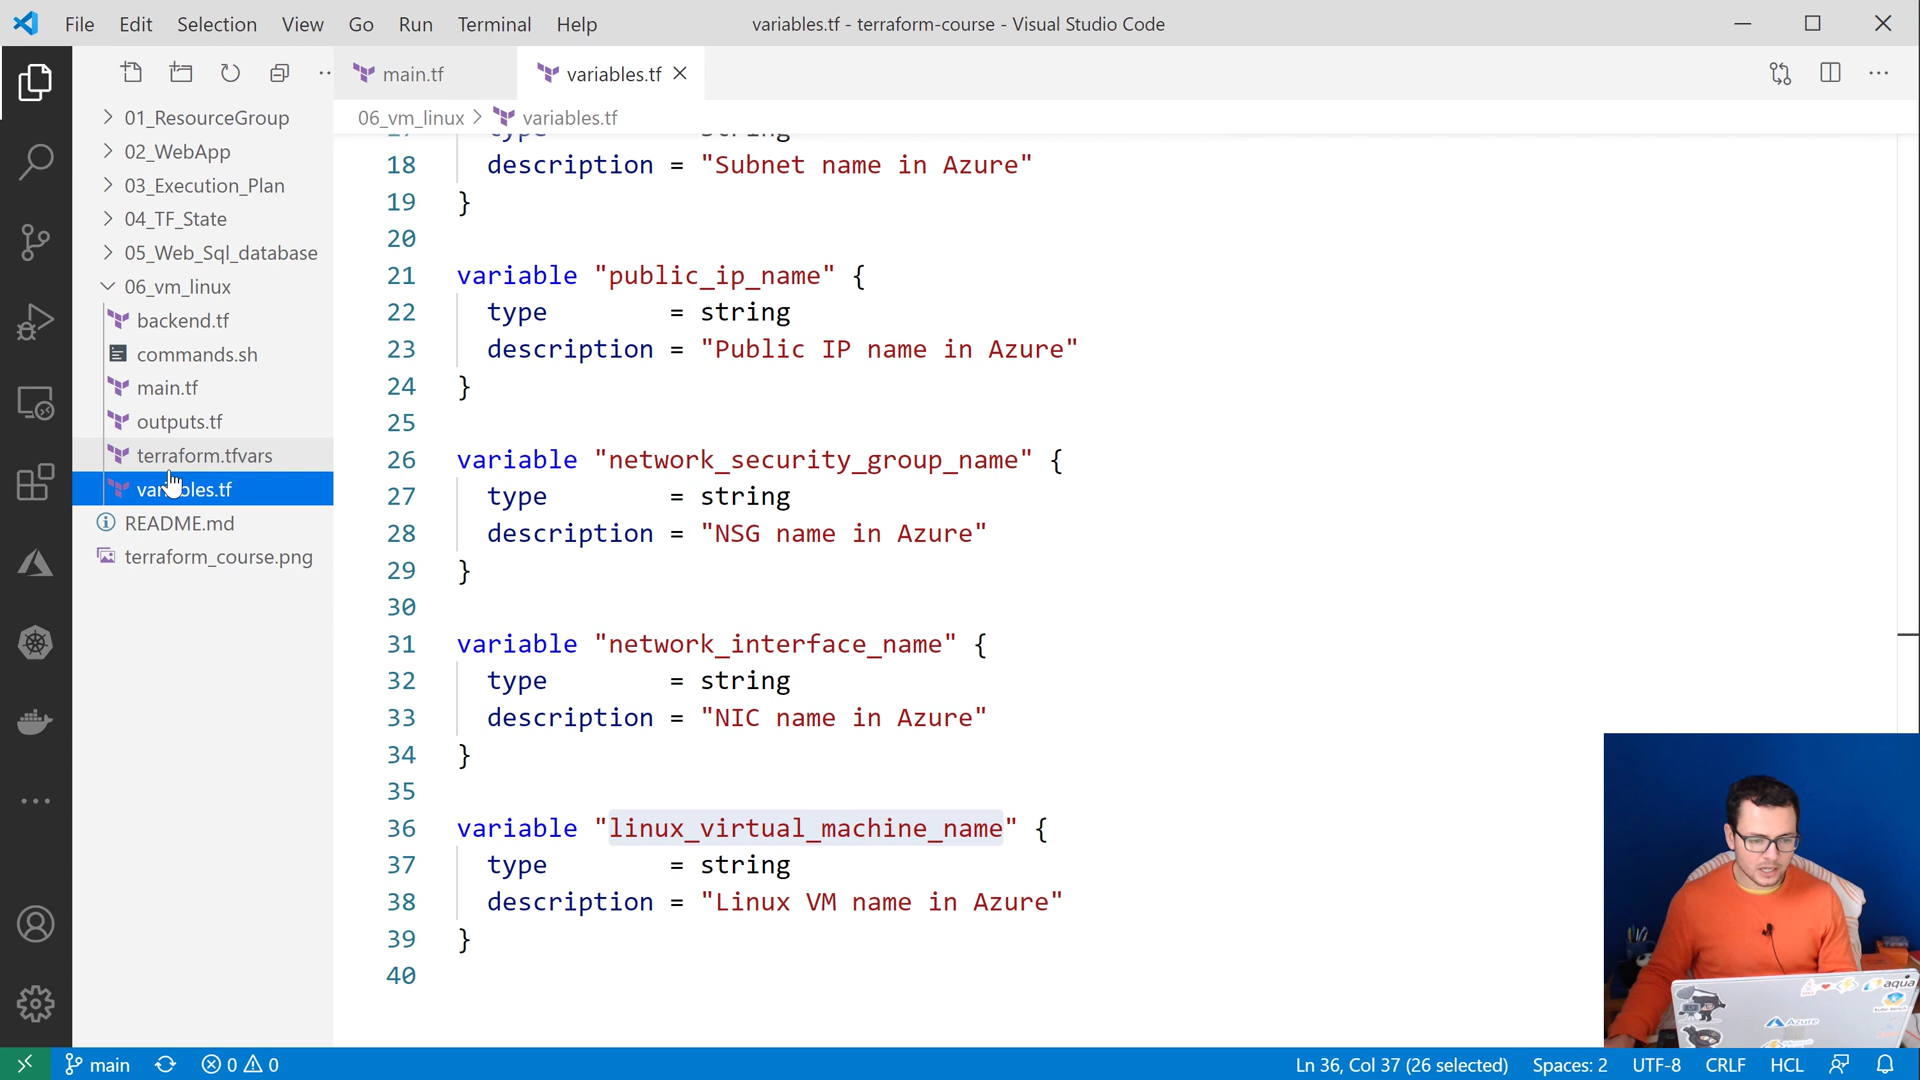 File Edit Selection View Go Run Terminal Help
variables.tf - terraform-course - Visual Studio Code
main.tf
variables.tf
06_vm_linux > variables.tf
01_ResourceGroup
02_WebApp
03_Execution_Plan
04_TF_State
05_Web_Sql_database
06_vm_linux
backend.tf
commands.sh
main.tf
outputs.tf
terraform.tfvars
variables.tf
README.md
terraform_course.png
17 type = string
18 description = "Subnet name in Azure"
19 }
20
21 variable "public_ip_name" {
22 type = string
23 description = "Public IP name in Azure"
24 }
25
26 variable "network_security_group_name" {
27 type = string
28 description = "NSG name in Azure"
29 }
30
31 variable "network_interface_name" {
32 type = string
33 description = "NIC name in Azure"
34 }
35
36 variable "linux_virtual_machine_name" {
37 type = string
38 description = "Linux VM name in Azure"
39 }
40
aqua
Azure
main 0 0 Ln 36, Col 37 (26 selected) Spaces: 2 UTF-8 CRLF HCL